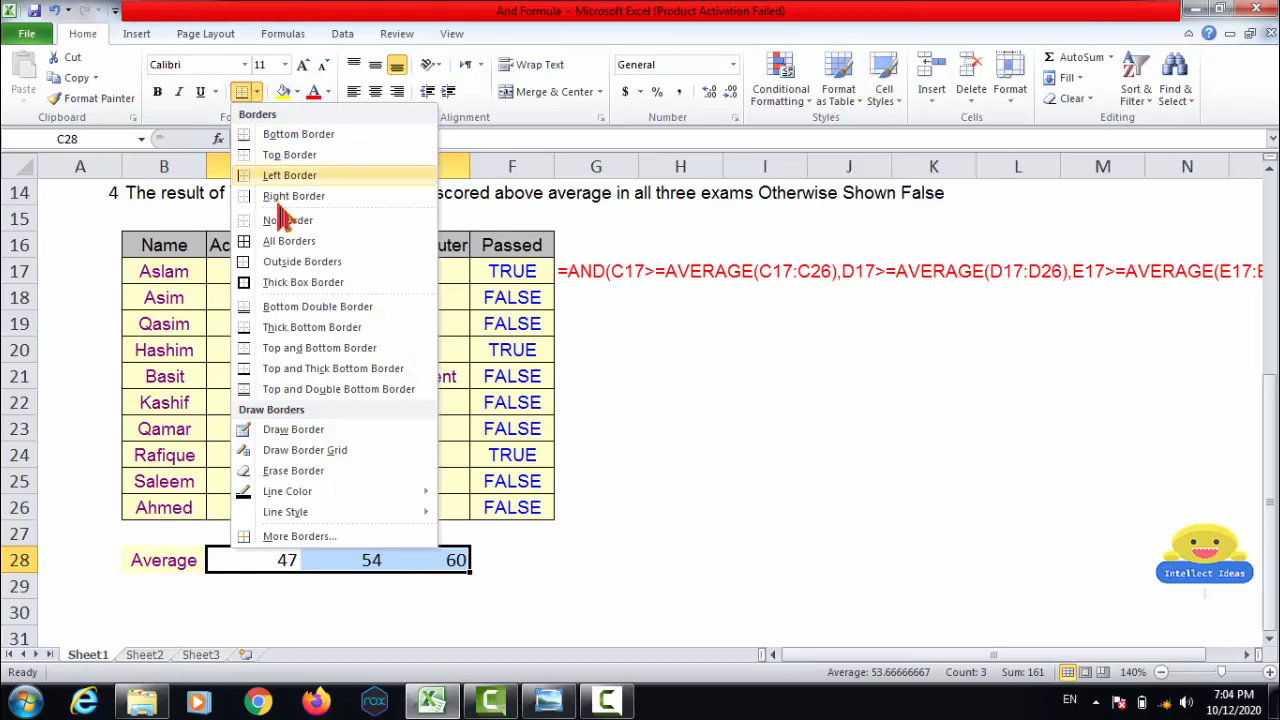 And Formula - Microsoft Excel (Product Activation Failed)
File Home Insert Page Layout Formulas Data Review View
Cut
Copy
Format Painter
Paste
Clipboard
Calibri 11
B I U A
Wrap Text
Merge & Center
Alignment
General
$ % ,
Number
Conditional Formatting
Format as Table
Cell Styles
Styles
Insert Delete Format
Cells
AutoSum
Fill
Clear
Sort & Filter
Find & Select
Editing
C28 fx
Borders
Bottom Border
Top Border
Left Border
Right Border
No Border
All Borders
Outside Borders
Thick Box Border
Bottom Double Border
Thick Bottom Border
Top and Bottom Border
Top and Thick Bottom Border
Top and Double Bottom Border
Draw Borders
Draw Border
Draw Border Grid
Erase Border
Line Color
Line Style
More Borders...
A B F G H I J K L M N
14 4 The result of scored above average in all three exams Otherwise Shown False
15
16 Name Ac uter Passed
17 Aslam TRUE =AND(C17>=AVERAGE(C17:C26),D17>=AVERAGE(D17:D26),E17>=AVERAGE(E17:E
18 Asim FALSE
19 Qasim FALSE
20 Hashim TRUE
21 Basit ent FALSE
22 Kashif FALSE
23 Qamar FALSE
24 Rafique TRUE
25 Saleem FALSE
26 Ahmed FALSE
27
28 Average 47 54 60
29
30
31
Intellect Ideas
Sheet1 Sheet2 Sheet3
Ready Average: 53.66666667 Count: 3 Sum: 161 140%
nox
EN 7:04 PM
10/12/2020